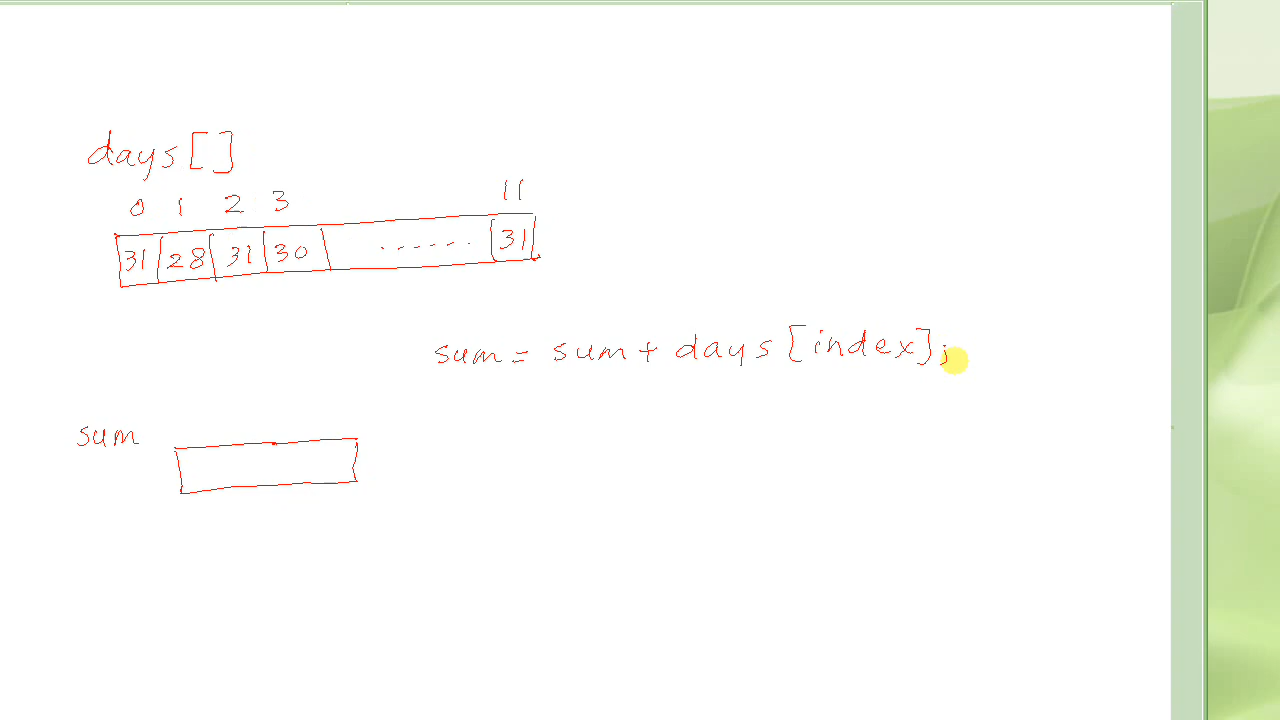 days[]
0 1 2 3 11
31 28 31 30 ...... 31
sum = sum + days [index];
sum